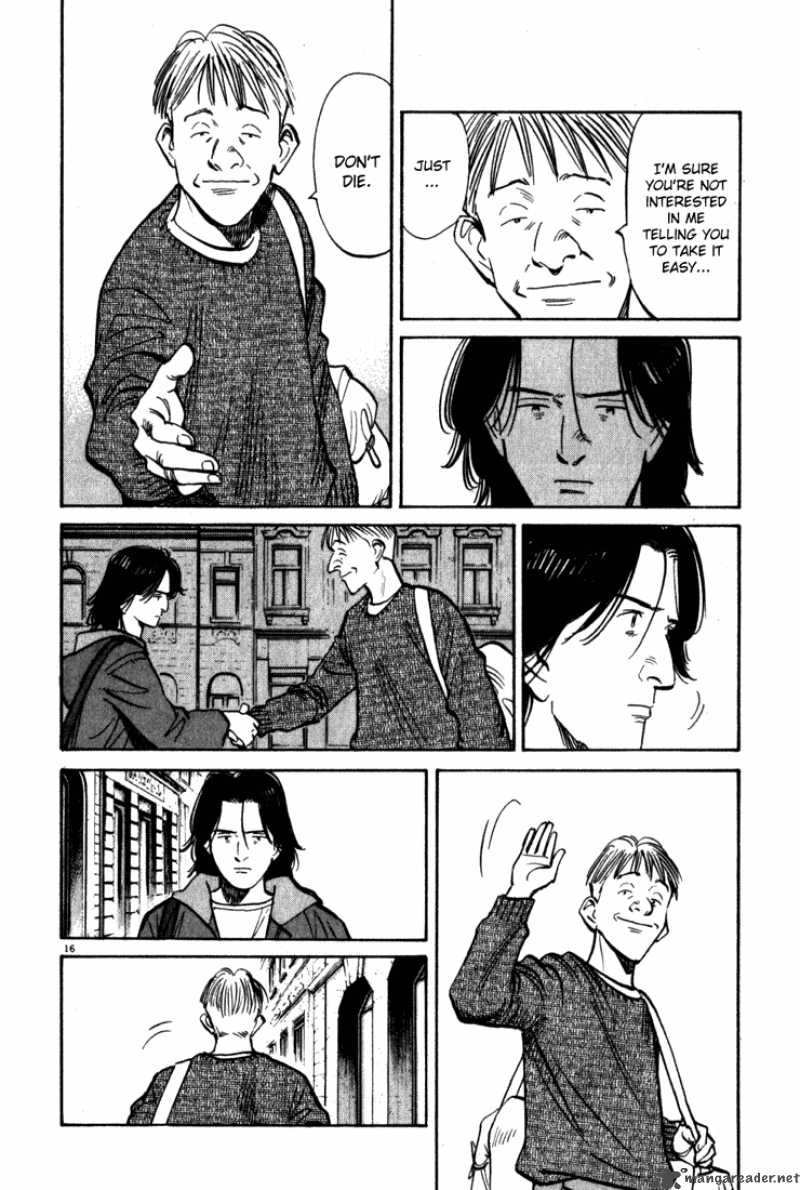 I'M SURE
YOU'RE NOT
INTERESTED
IN ME
TELLING YOU
TO TAKE IT
EASY...
JUST
...
DON'T
DIE.
16
mangareader.net